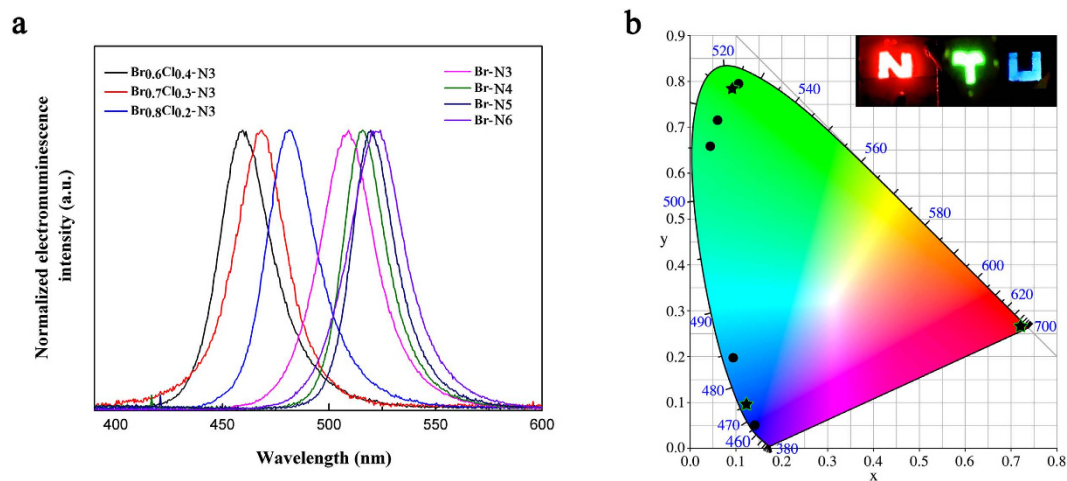 a
Normalized electromuminescence
intensity (a.u.)
Br0.6Cl0.4-N3
Br0.7Cl0.3-N3
Br0.8Cl0.2-N3
Br-N3
Br-N4
Br-N5
Br-N6
400
450
500
550
600
Wavelength (nm)
b
N T U
0.9
0.8
0.7
0.6
0.5
y
0.4
0.3
0.2
0.1
0.0
520
540
560
500
580
600
620
700
490
480
470
460
380
0.0 0.1 0.2 0.3 0.4 0.5 0.6 0.7 0.8
x